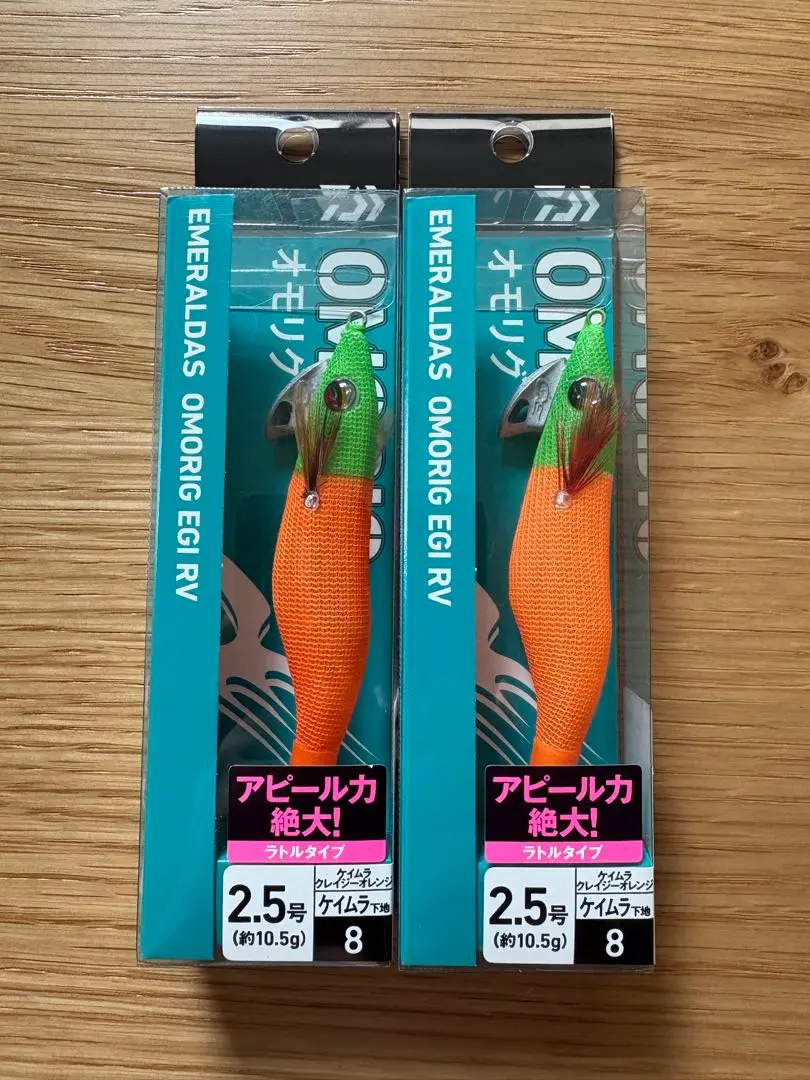 EMERALDAS OMORIG EGI RV
オモリグ
アピール力
絶大!
ラトルタイプ
2.5号
(約10.5g)
ケイムラ
クレイジーオレンジ
ケイムラ下地
8
EMERALDAS OMORIG EGI RV
オモリグ
アピール力
絶大!
ラトルタイプ
2.5号
(約10.5g)
ケイムラ
クレイジーオレンジ
ケイムラ下地
8